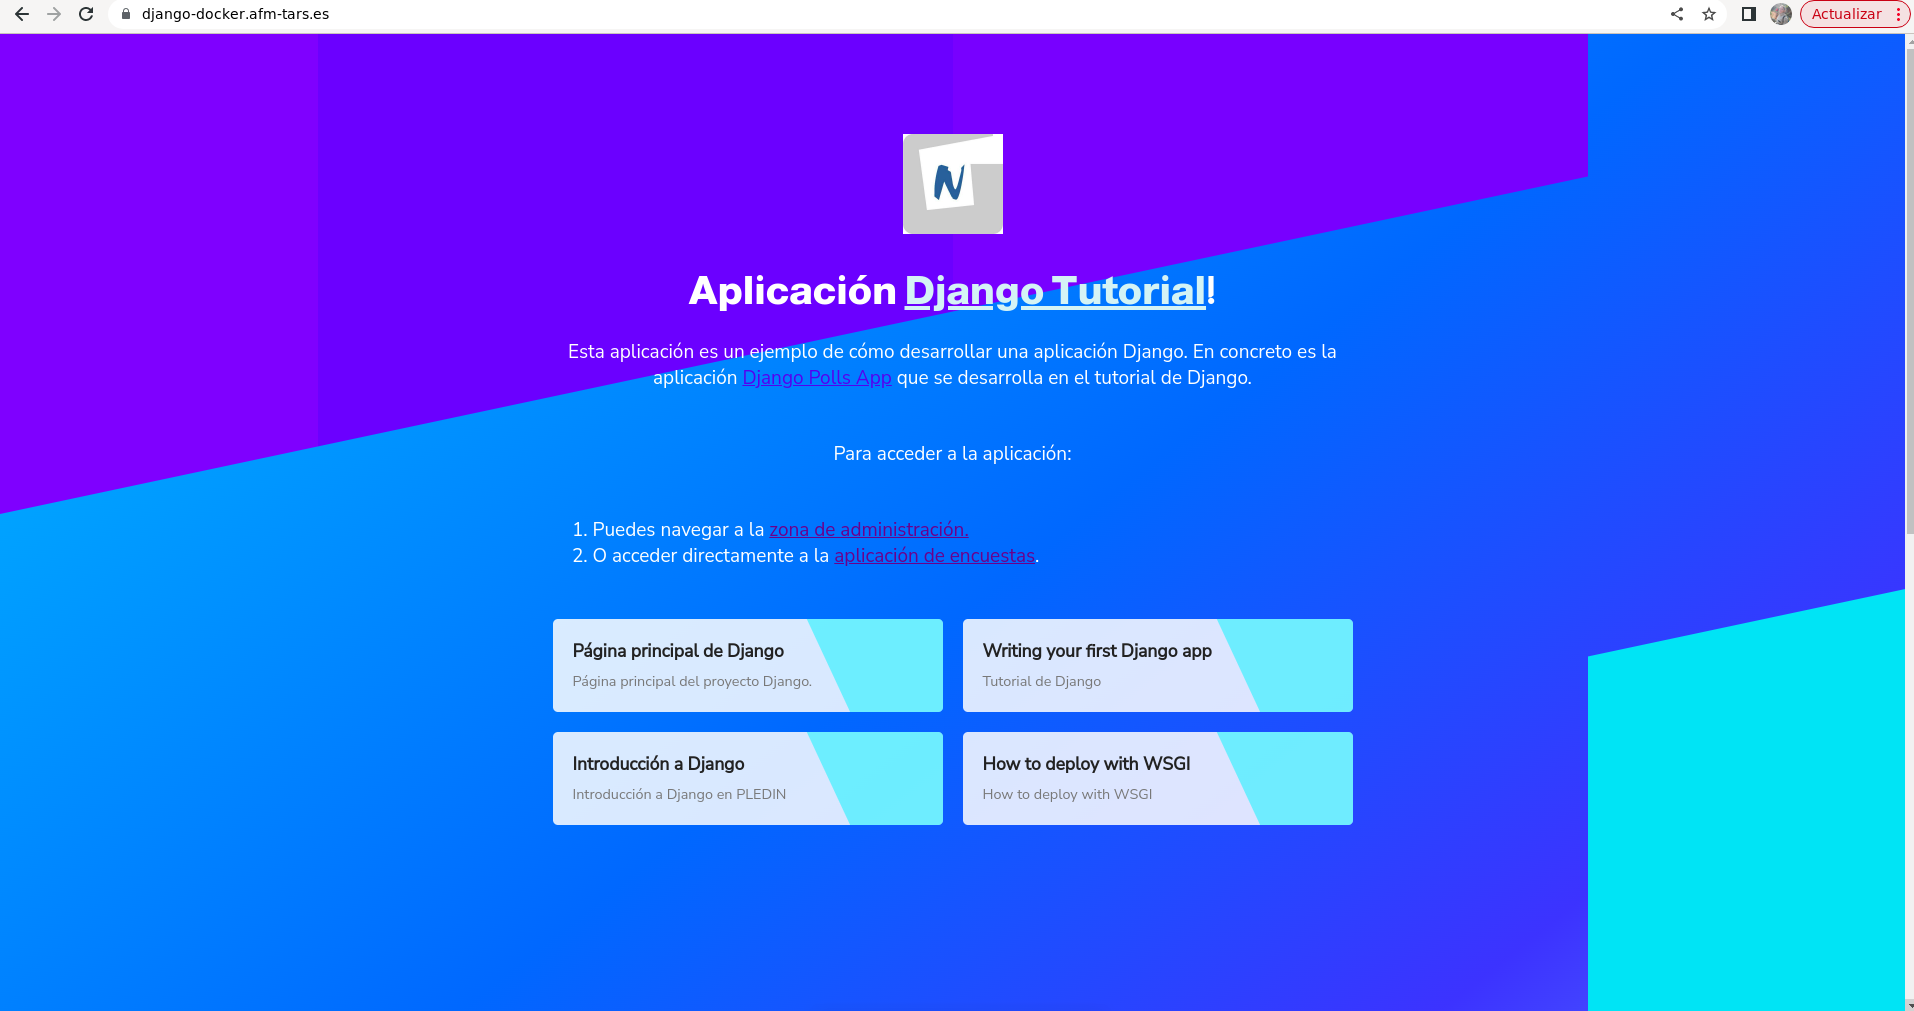 django-docker.afm-tars.es
Actualizar
N
Aplicación Django Tutorial!
Esta aplicación es un ejemplo de cómo desarrollar una aplicación Django. En concreto es la
aplicación Django Polls App que se desarrolla en el tutorial de Django.
Para acceder a la aplicación:
1. Puedes navegar a la zona de administración.
2. O acceder directamente a la aplicación de encuestas.
Página principal de Django
Página principal del proyecto Django.
Writing your first Django app
Tutorial de Django
Introducción a Django
Introducción a Django en PLEDIN
How to deploy with WSGI
How to deploy with WSGI